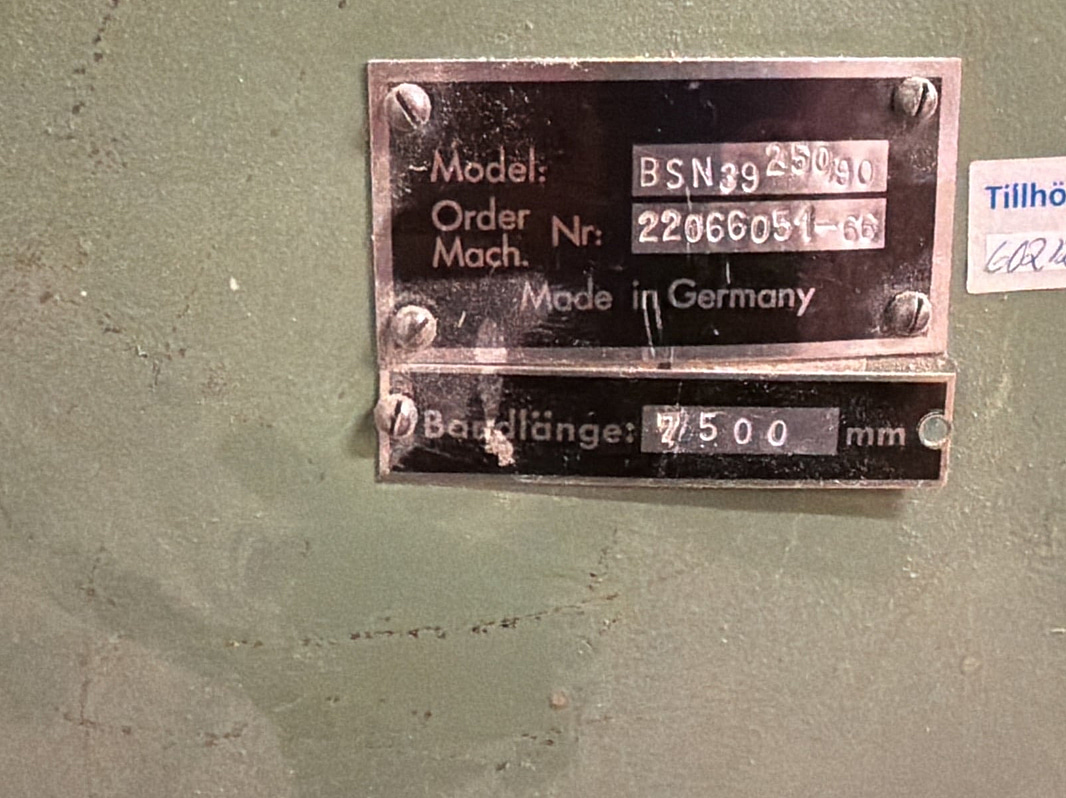 Model: BSN39 250/90
Order
Mach. Nr: 22066051-66
Made in Germany
Bandlänge: 7500 mm
Tillhö